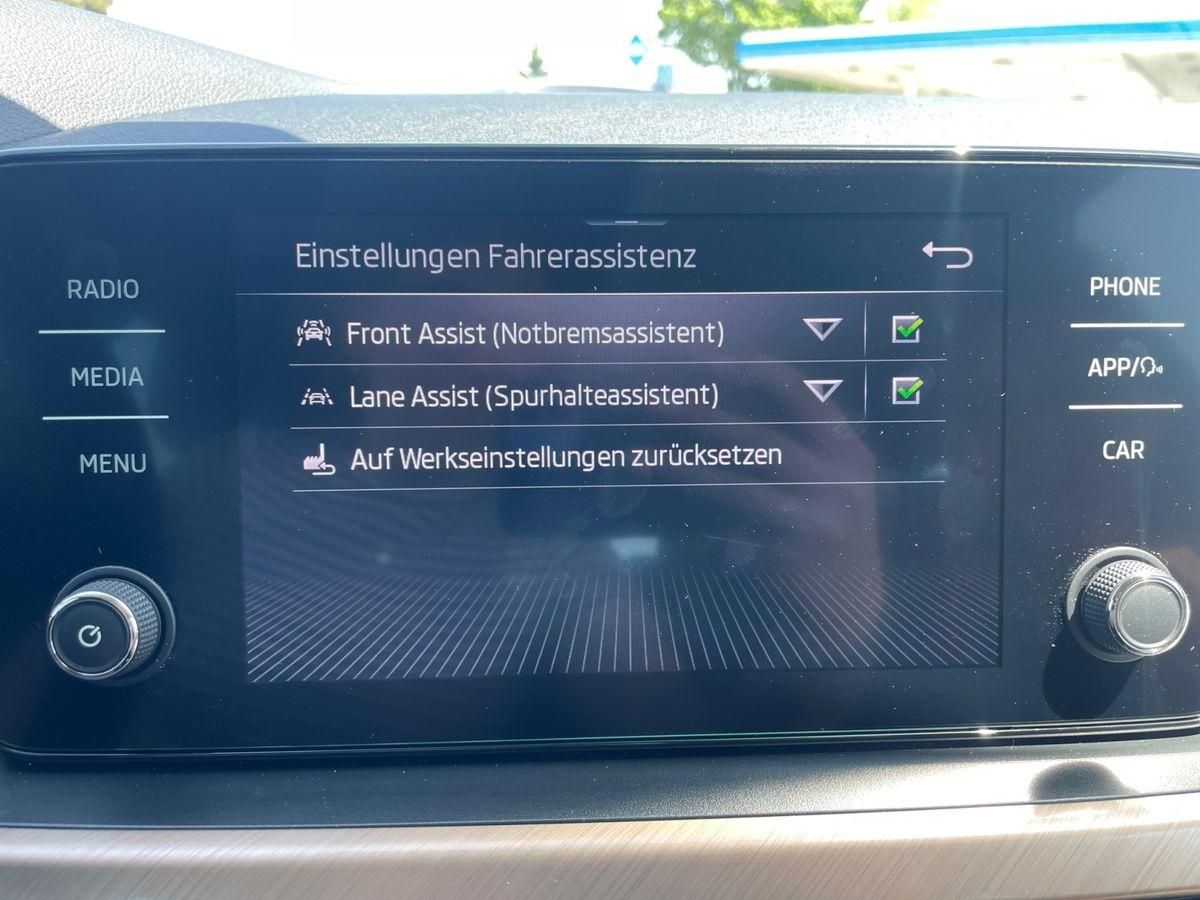 Einstellungen Fahrerassistenz
RADIO
MEDIA
MENU
Front Assist (Notbremsassistent)
Lane Assist (Spurhalteassistent)
Auf Werkseinstellungen zurücksetzen
PHONE
APP/
CAR